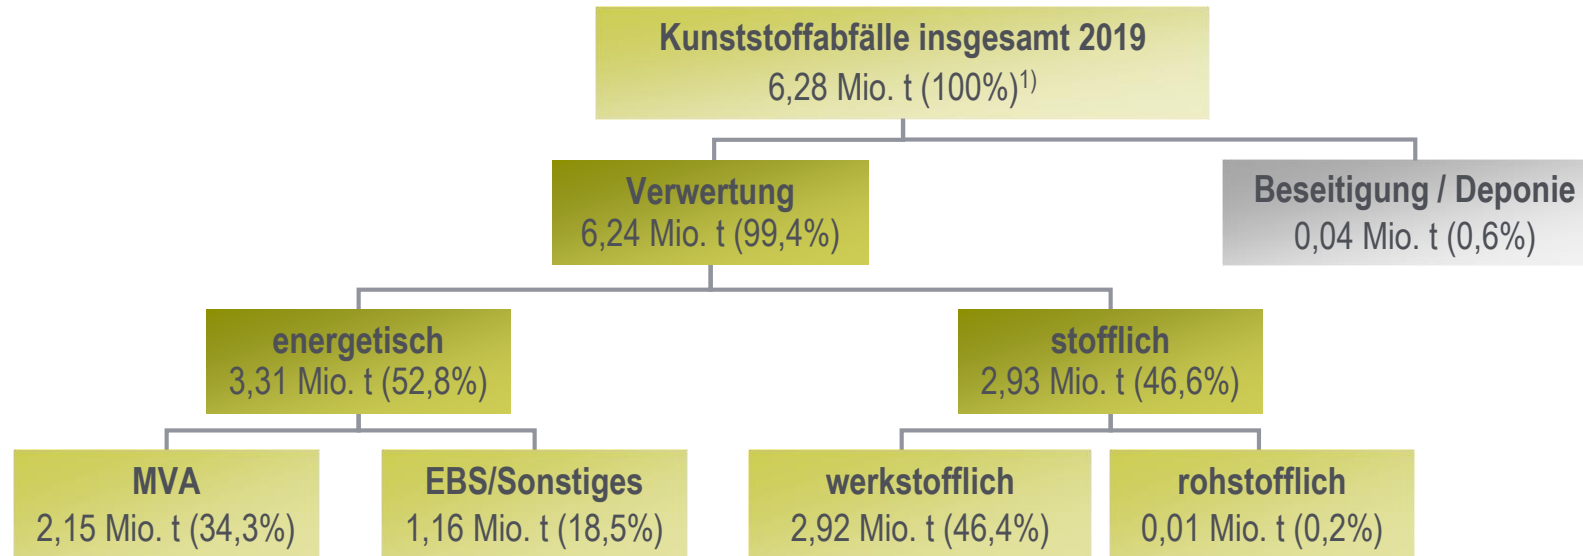 Kunststoffabfälle insgesamt 2019
6,28 Mio. t (100%)1)
Verwertung
6,24 Mio. t (99,4%)
Beseitigung / Deponie
0,04 Mio. t (0,6%)
energetisch
3,31 Mio. t (52,8%)
stofflich
2,93 Mio. t (46,6%)
MVA
2,15 Mio. t (34,3%)
EBS/Sonstiges
1,16 Mio. t (18,5%)
werkstofflich
2,92 Mio. t (46,4%)
rohstofflich
0,01 Mio. t (0,2%)